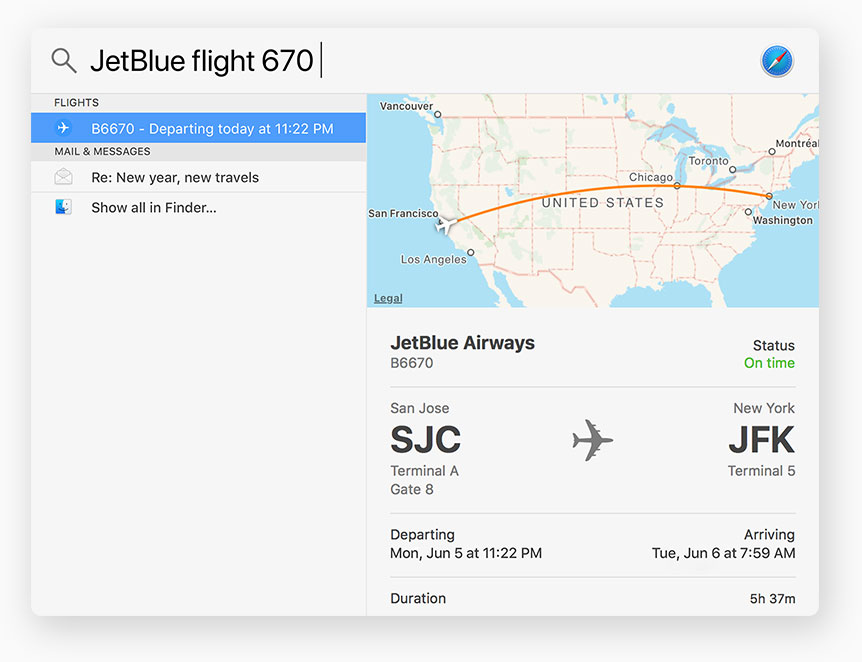 JetBlue flight 670
FLIGHTS
B6670 - Departing today at 11:22 PM
MAIL & MESSAGES
Re: New year, new travels
Show all in Finder...
Vancouver
Montréal
Toronto
Chicago
UNITED STATES
New York
San Francisco
Washington
Los Angeles
Legal
JetBlue Airways
Status
B6670
On time
San Jose
New York
SJC
JFK
Terminal A
Terminal 5
Gate 8
Departing
Arriving
Mon, Jun 5 at 11:22 PM
Tue, Jun 6 at 7:59 AM
Duration
5h 37m